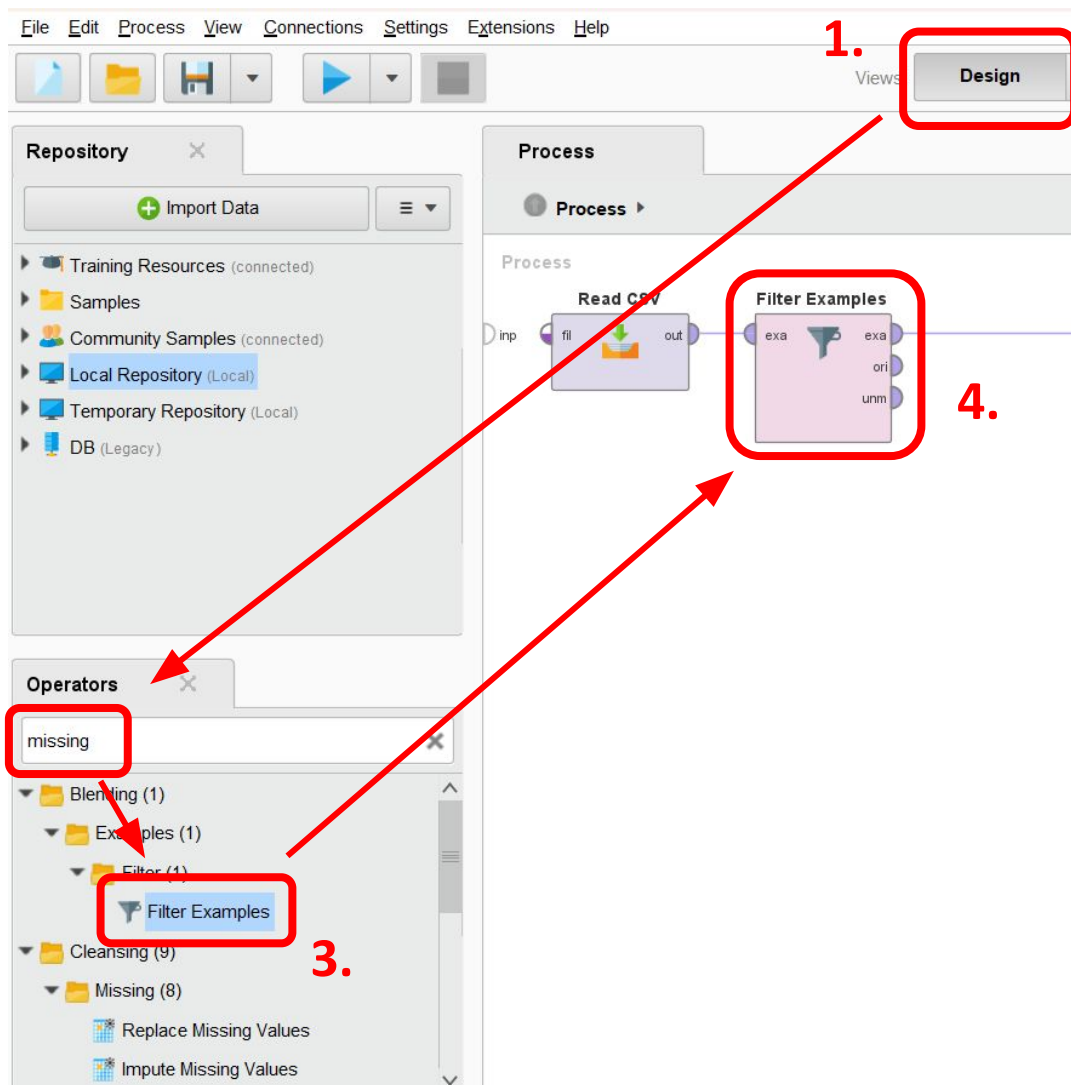 File Edit Process View Connections Settings Extensions Help
1.
Views
Design
Repository
Process
Import Data
Process
Training Resources (connected)
Samples
Community Samples (connected)
Local Repository (Local)
Temporary Repository (Local)
DB (Legacy)
Process
Read CSV
Filter Examples
inp
fil
out
exa
exa
ori
unm
4.
Operators
missing
Blending (1)
Examples (1)
Filter (1)
Filter Examples
3.
Cleansing (9)
Missing (8)
Replace Missing Values
Impute Missing Values